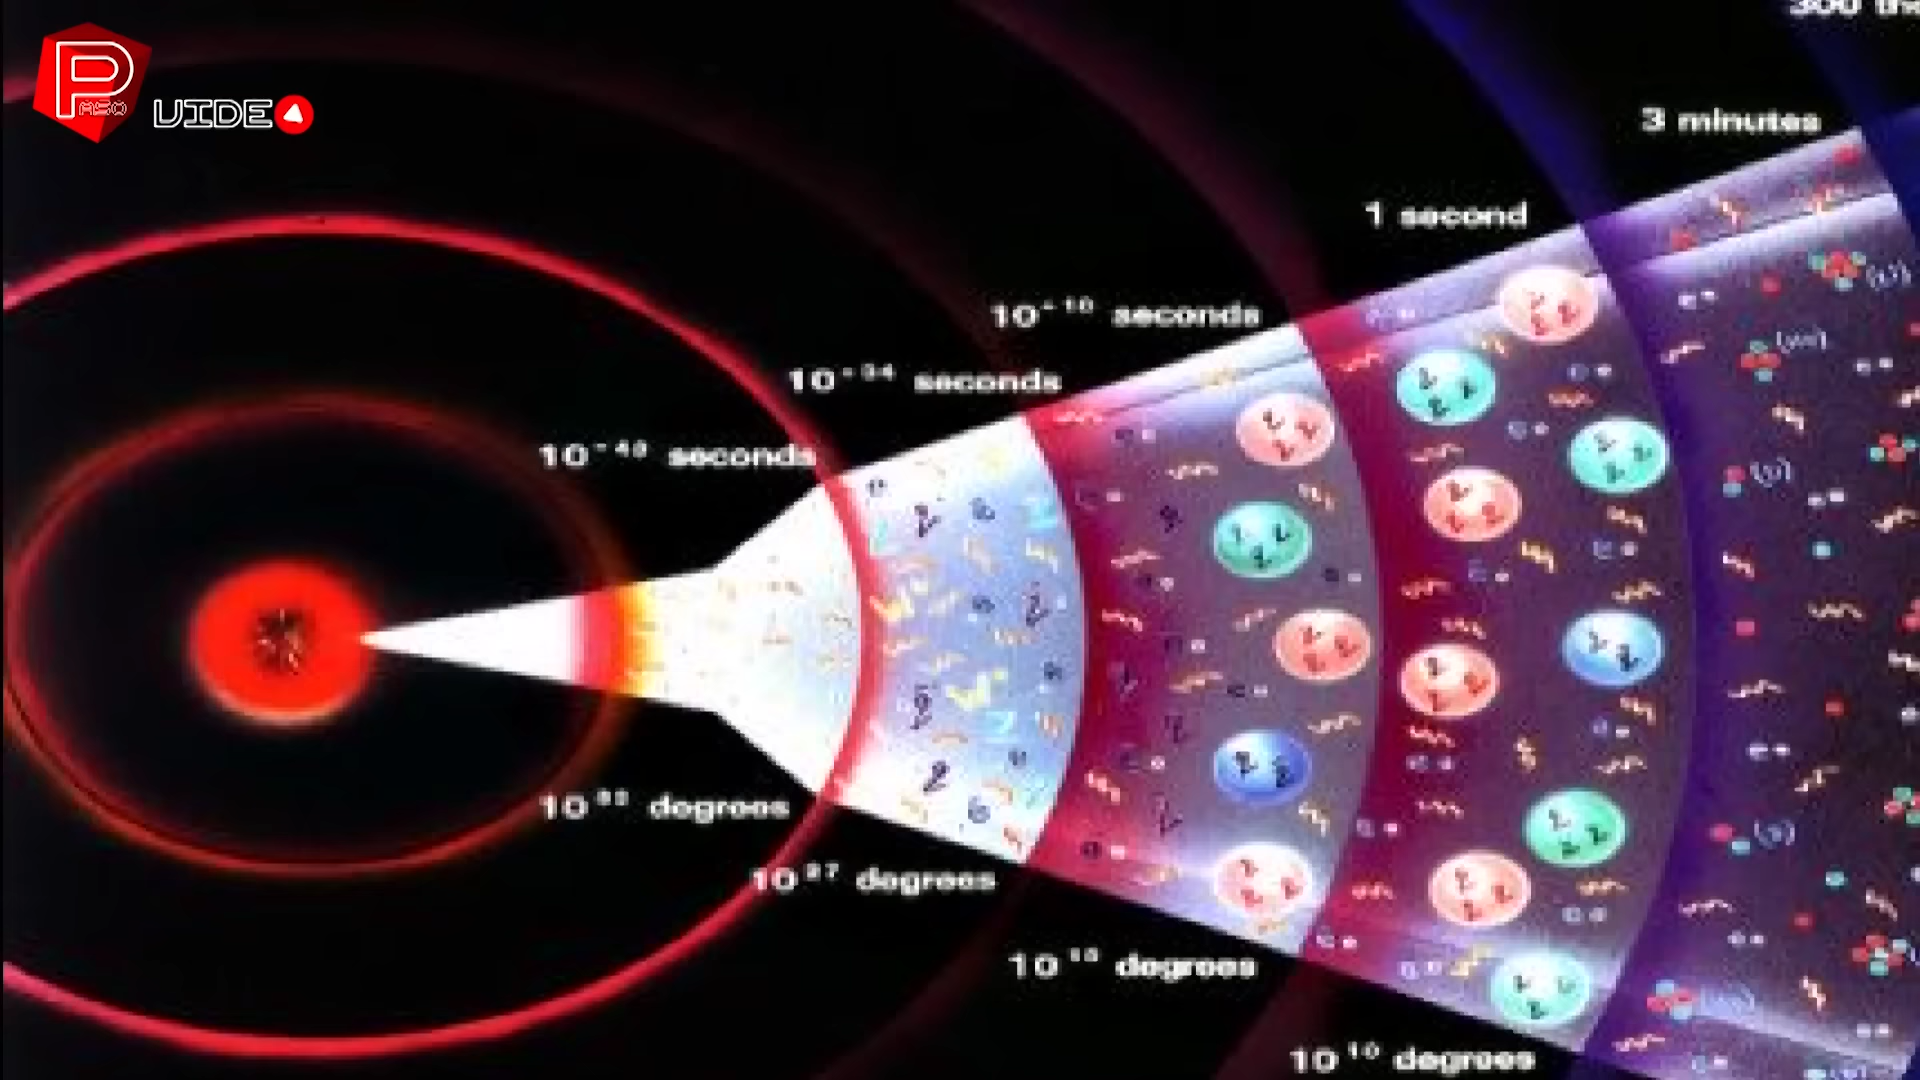 PASO
VIDEO
300 tho
3 minutes
1 second
10⁻¹⁰ seconds
10⁻³⁴ seconds
10⁻⁴³ seconds
10³² degrees
10²⁷ degrees
10¹⁵ degrees
10¹⁰ degrees